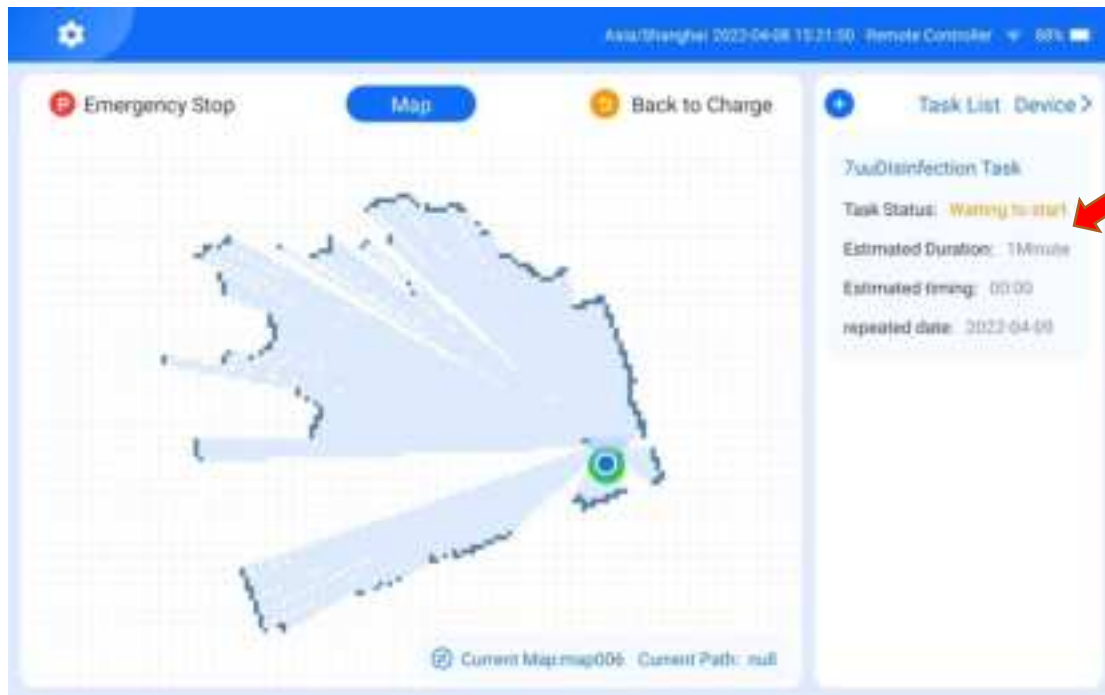 Asia/Shanghai 2022-04-08 15:21:50 Remote Controller 88%
Emergency Stop
Map
Back to Charge
Task List Device >
7uuDisinfection Task
Task Status: Waiting to start
Estimated Duration: 1Minute
Estimated timing: 00:00
repeated date: 2022-04-09
Current Map:map006 Current Path: null